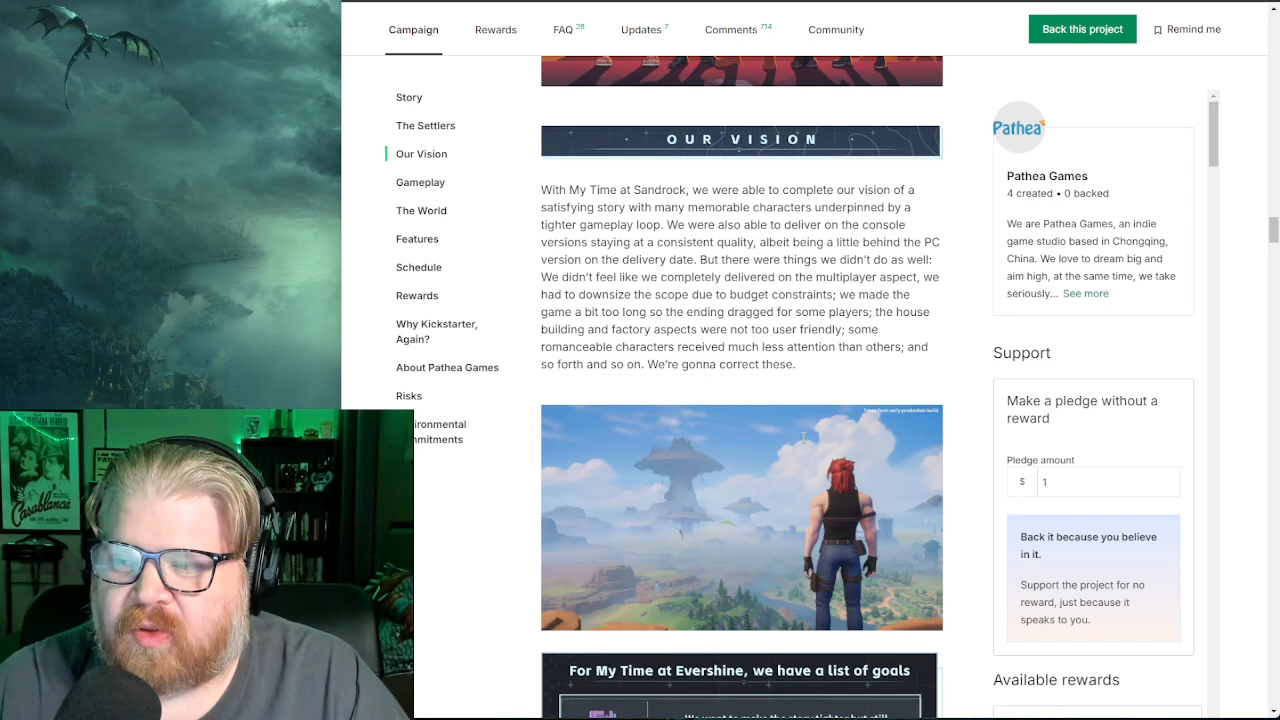 Campaign
Rewards
FAQ 26
Updates 7
Comments 714
Community
Back this project
Remind me
Story
The Settlers
Our Vision
Gameplay
The World
Features
Schedule
Rewards
Why Kickstarter,
Again?
About Pathea Games
Risks
ironmental
mmitments
OUR VISION
With My Time at Sandrock, we were able to complete our vision of a
satisfying story with many memorable characters underpinned by a
tighter gameplay loop. We were also able to deliver on the console
versions staying at a consistent quality, albeit being a little behind the PC
version on the delivery date. But there were things we didn't do as well:
We didn't feel like we completely delivered on the multiplayer aspect, we
had to downsize the scope due to budget constraints; we made the
game a bit too long so the ending dragged for some players; the house
building and factory aspects were not too user friendly; some
romanceable characters received much less attention than others; and
so forth and so on. We're gonna correct these.
For My Time at Evershine, we have a list of goals
We want to make the story tighter but still
Pathea
Pathea Games
4 created • 0 backed
We are Pathea Games, an indie
game studio based in Chongqing,
China. We love to dream big and
aim high, at the same time, we take
seriously... See more
Support
Make a pledge without a
reward
Pledge amount
$ 1
Back it because you believe
in it.
Support the project for no
reward, just because it
speaks to you.
Available rewards
Casablanca